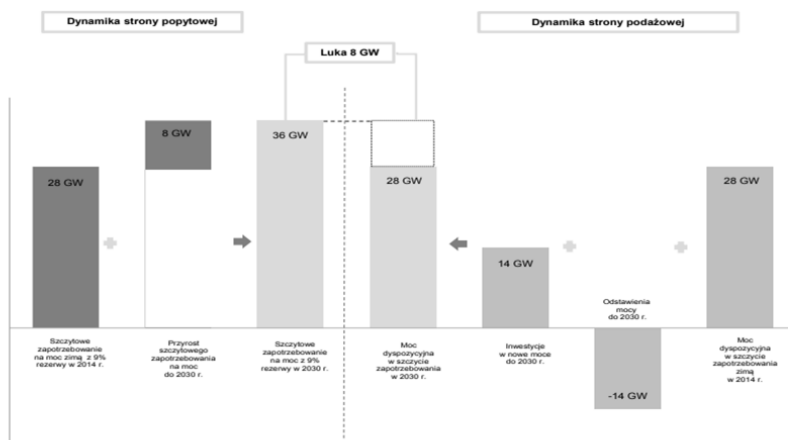 Dynamika strony popytowej
Dynamika strony podażowej
Luka 8 GW
28 GW
8 GW
36 GW
28 GW
14 GW
28 GW
Odstawienia
mocy
do 2030 r.
-14 GW
Szczytowe
zapotrzebowanie
na moc zimą z 9%
rezerwy w 2014 r.
Przyrost
szczytowego
zapotrzebowania
na moc
do 2030 r.
Szczytowe
zapotrzebowanie
na moc z 9%
rezerwy w 2030 r.
Moc
dyspozycyjna
w szczycie
zapotrzebowania
w 2030 r.
Inwestycje
w nowe moce
do 2030 r.
Moc
dyspozycyjna
w szczycie
zapotrzebowania
zimą
w 2014 r.